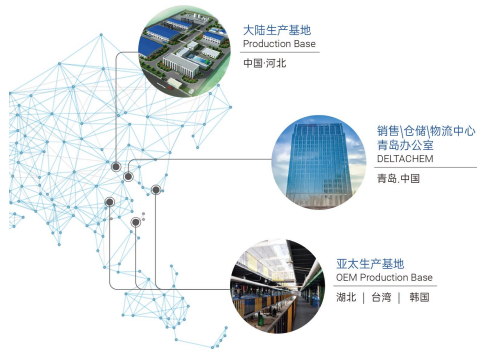 大陆生产基地
Production Base
中国·河北
销售\仓储\物流中心
青岛办公室
DELTACHEM
青岛.中国
亚太生产基地
OEM Production Base
湖北 | 台湾 | 韩国